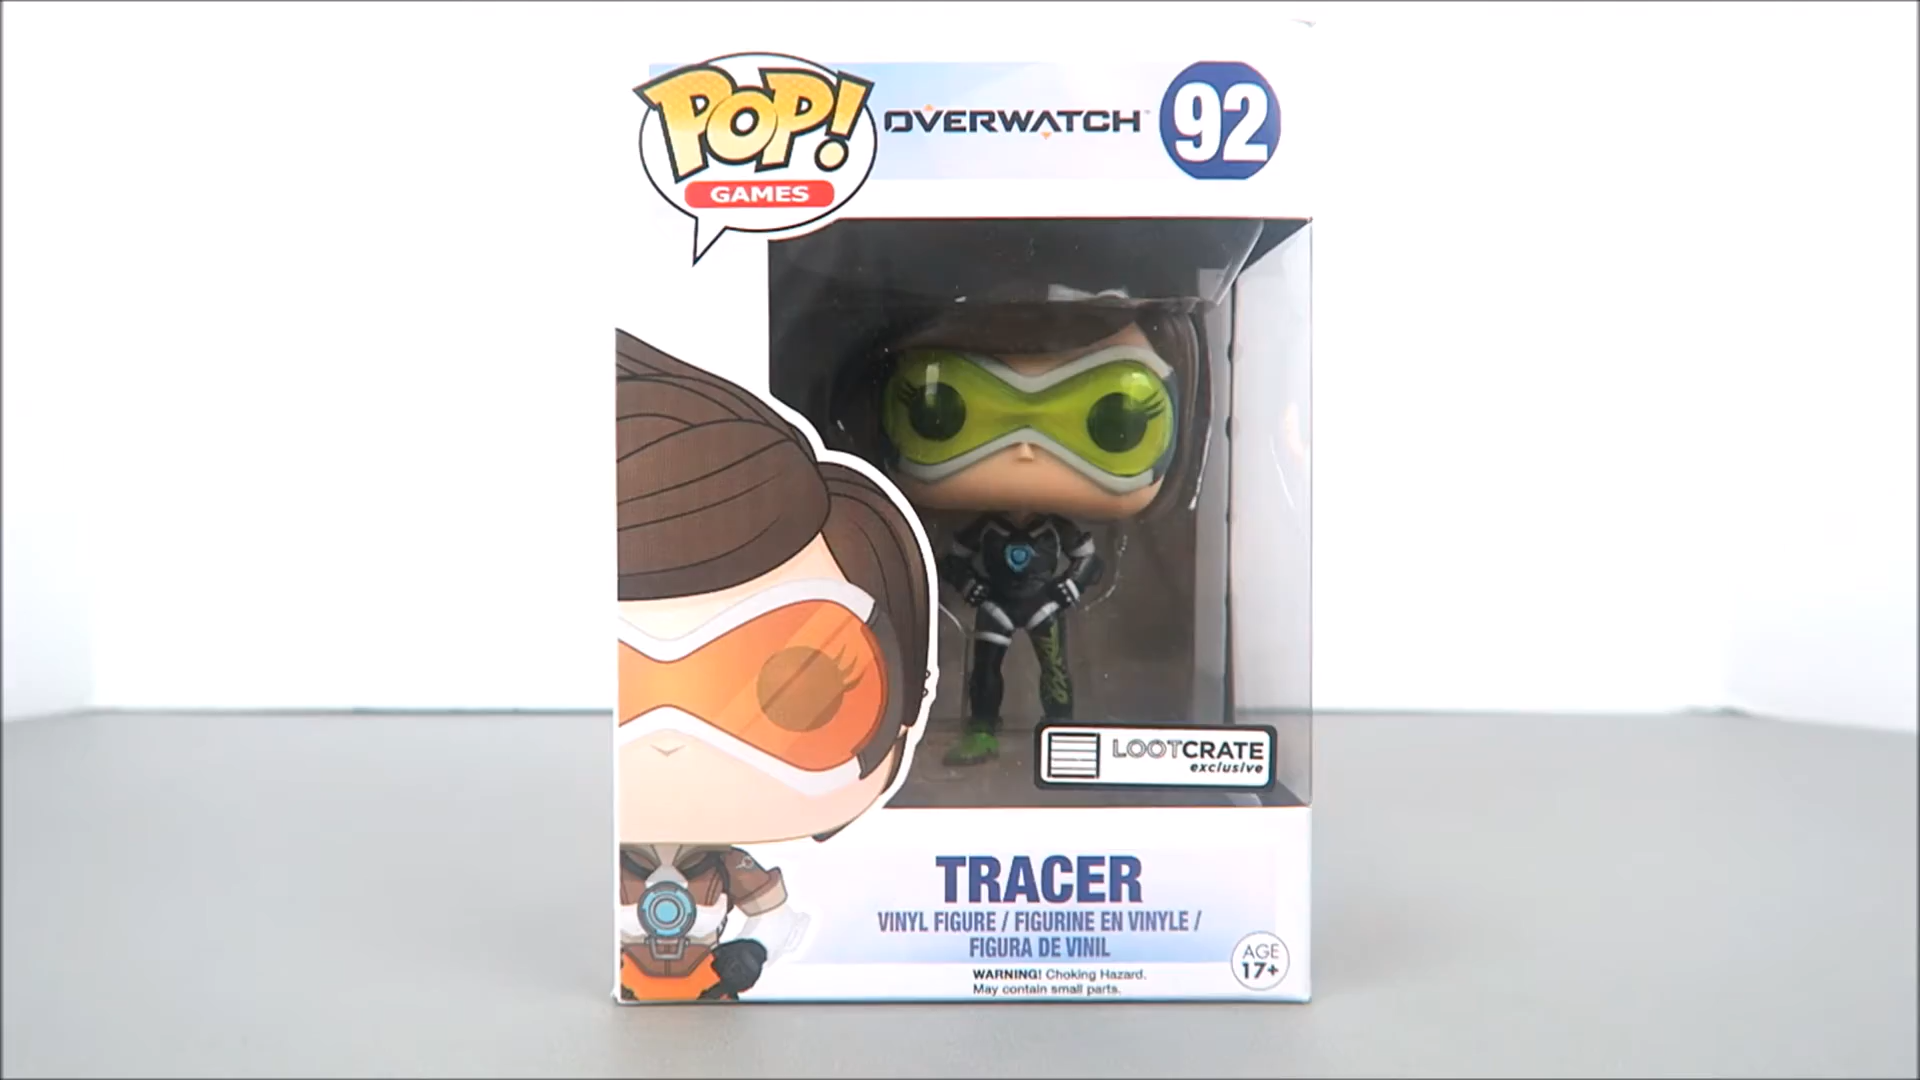 POP!
GAMES
OVERWATCH
92
LOOTCRATE
exclusive
TRACER
VINYL FIGURE / FIGURINE EN VINYLE /
FIGURA DE VINIL
WARNING! Choking Hazard.
May contain small parts.
AGE
17+